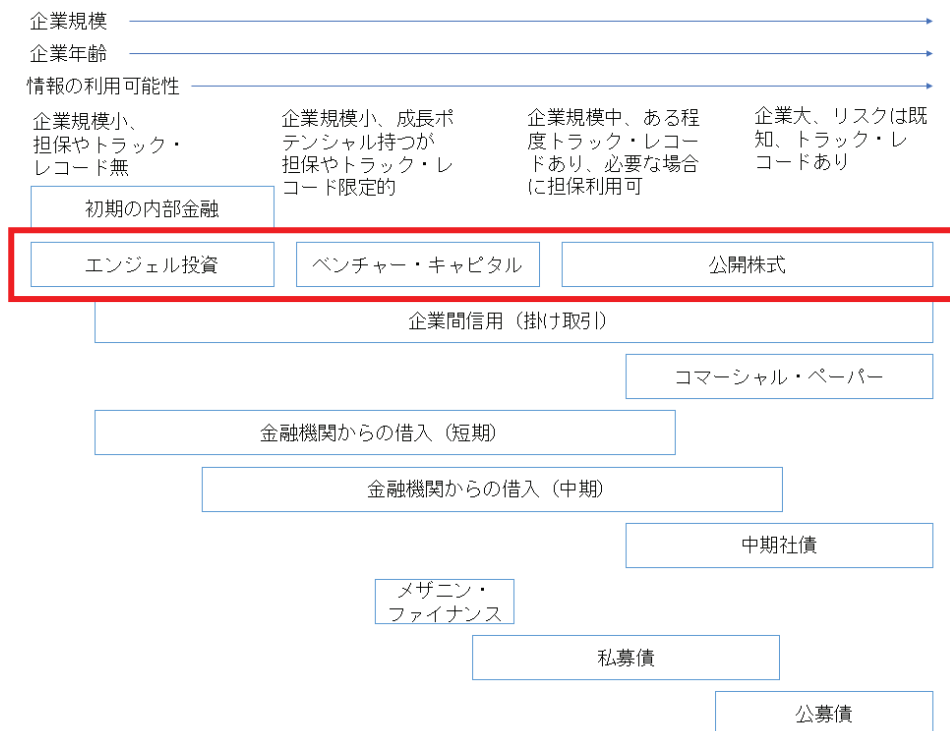 企業規模
企業年齢
情報の利用可能性
企業規模小、
担保やトラック・
レコード無
企業規模小、成長ポ
テンシャル持つが
担保やトラック・レ
コード限定的
企業規模中、ある程
度トラック・レコー
ドあり、必要な場合
に担保利用可
企業大、リスクは既
知、トラック・レ
コードあり
初期の内部金融
エンジェル投資
ベンチャー・キャピタル
公開株式
企業間信用（掛け取引）
コマーシャル・ペーパー
金融機関からの借入（短期）
金融機関からの借入（中期）
中期社債
メザニン・
ファイナンス
私募債
公募債